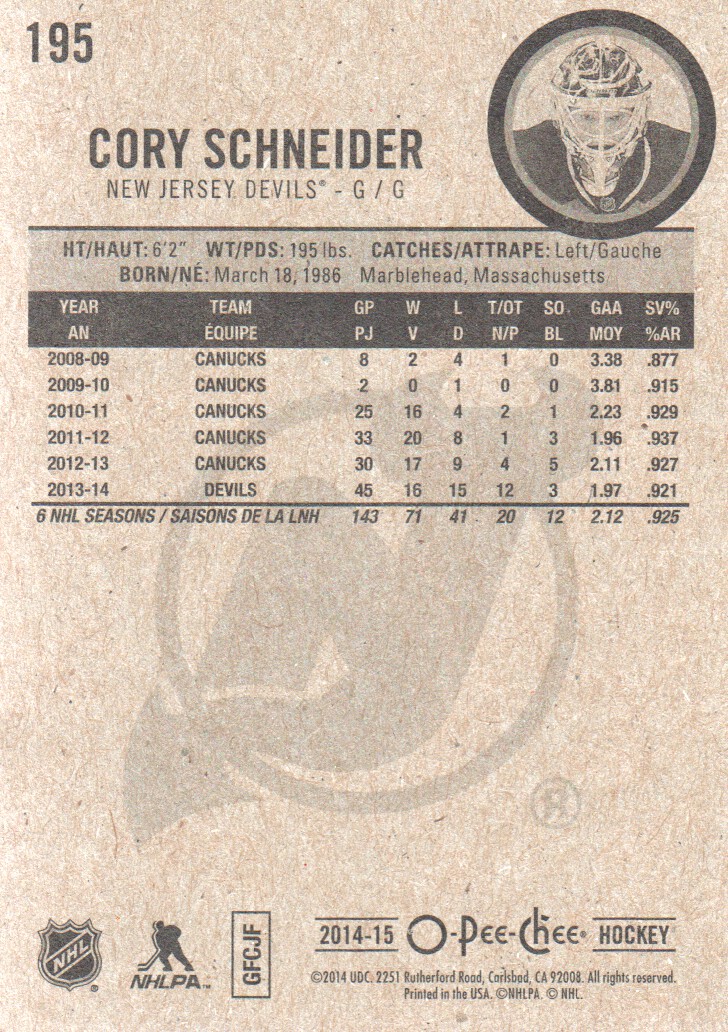 195
CORY SCHNEIDER
NEW JERSEY DEVILS® - G / G
HT/HAUT: 6'2" WT/PDS: 195 lbs. CATCHES/ATTRAPE: Left/Gauche
BORN/NÉ: March 18, 1986 Marblehead, Massachusetts
YEAR TEAM GP W L T/OT SO GAA SV%
AN ÉQUIPE PJ V D N/P BL MOY %AR
2008-09 CANUCKS 8 2 4 1 0 3.38 .877
2009-10 CANUCKS 2 0 1 0 0 3.81 .915
2010-11 CANUCKS 25 16 4 2 1 2.23 .929
2011-12 CANUCKS 33 20 8 1 3 1.96 .937
2012-13 CANUCKS 30 17 9 4 5 2.11 .927
2013-14 DEVILS 45 16 15 12 3 1.97 .921
6 NHL SEASONS / SAISONS DE LA LNH 143 71 41 20 12 2.12 .925
®
NHL ®
NHLPA™
GFCJF
2014-15 O-Pee-Chee® HOCKEY
©2014 UDC. 2251 Rutherford Road, Carlsbad, CA 92008. All rights reserved.
Printed in the USA. ©NHLPA. © NHL.